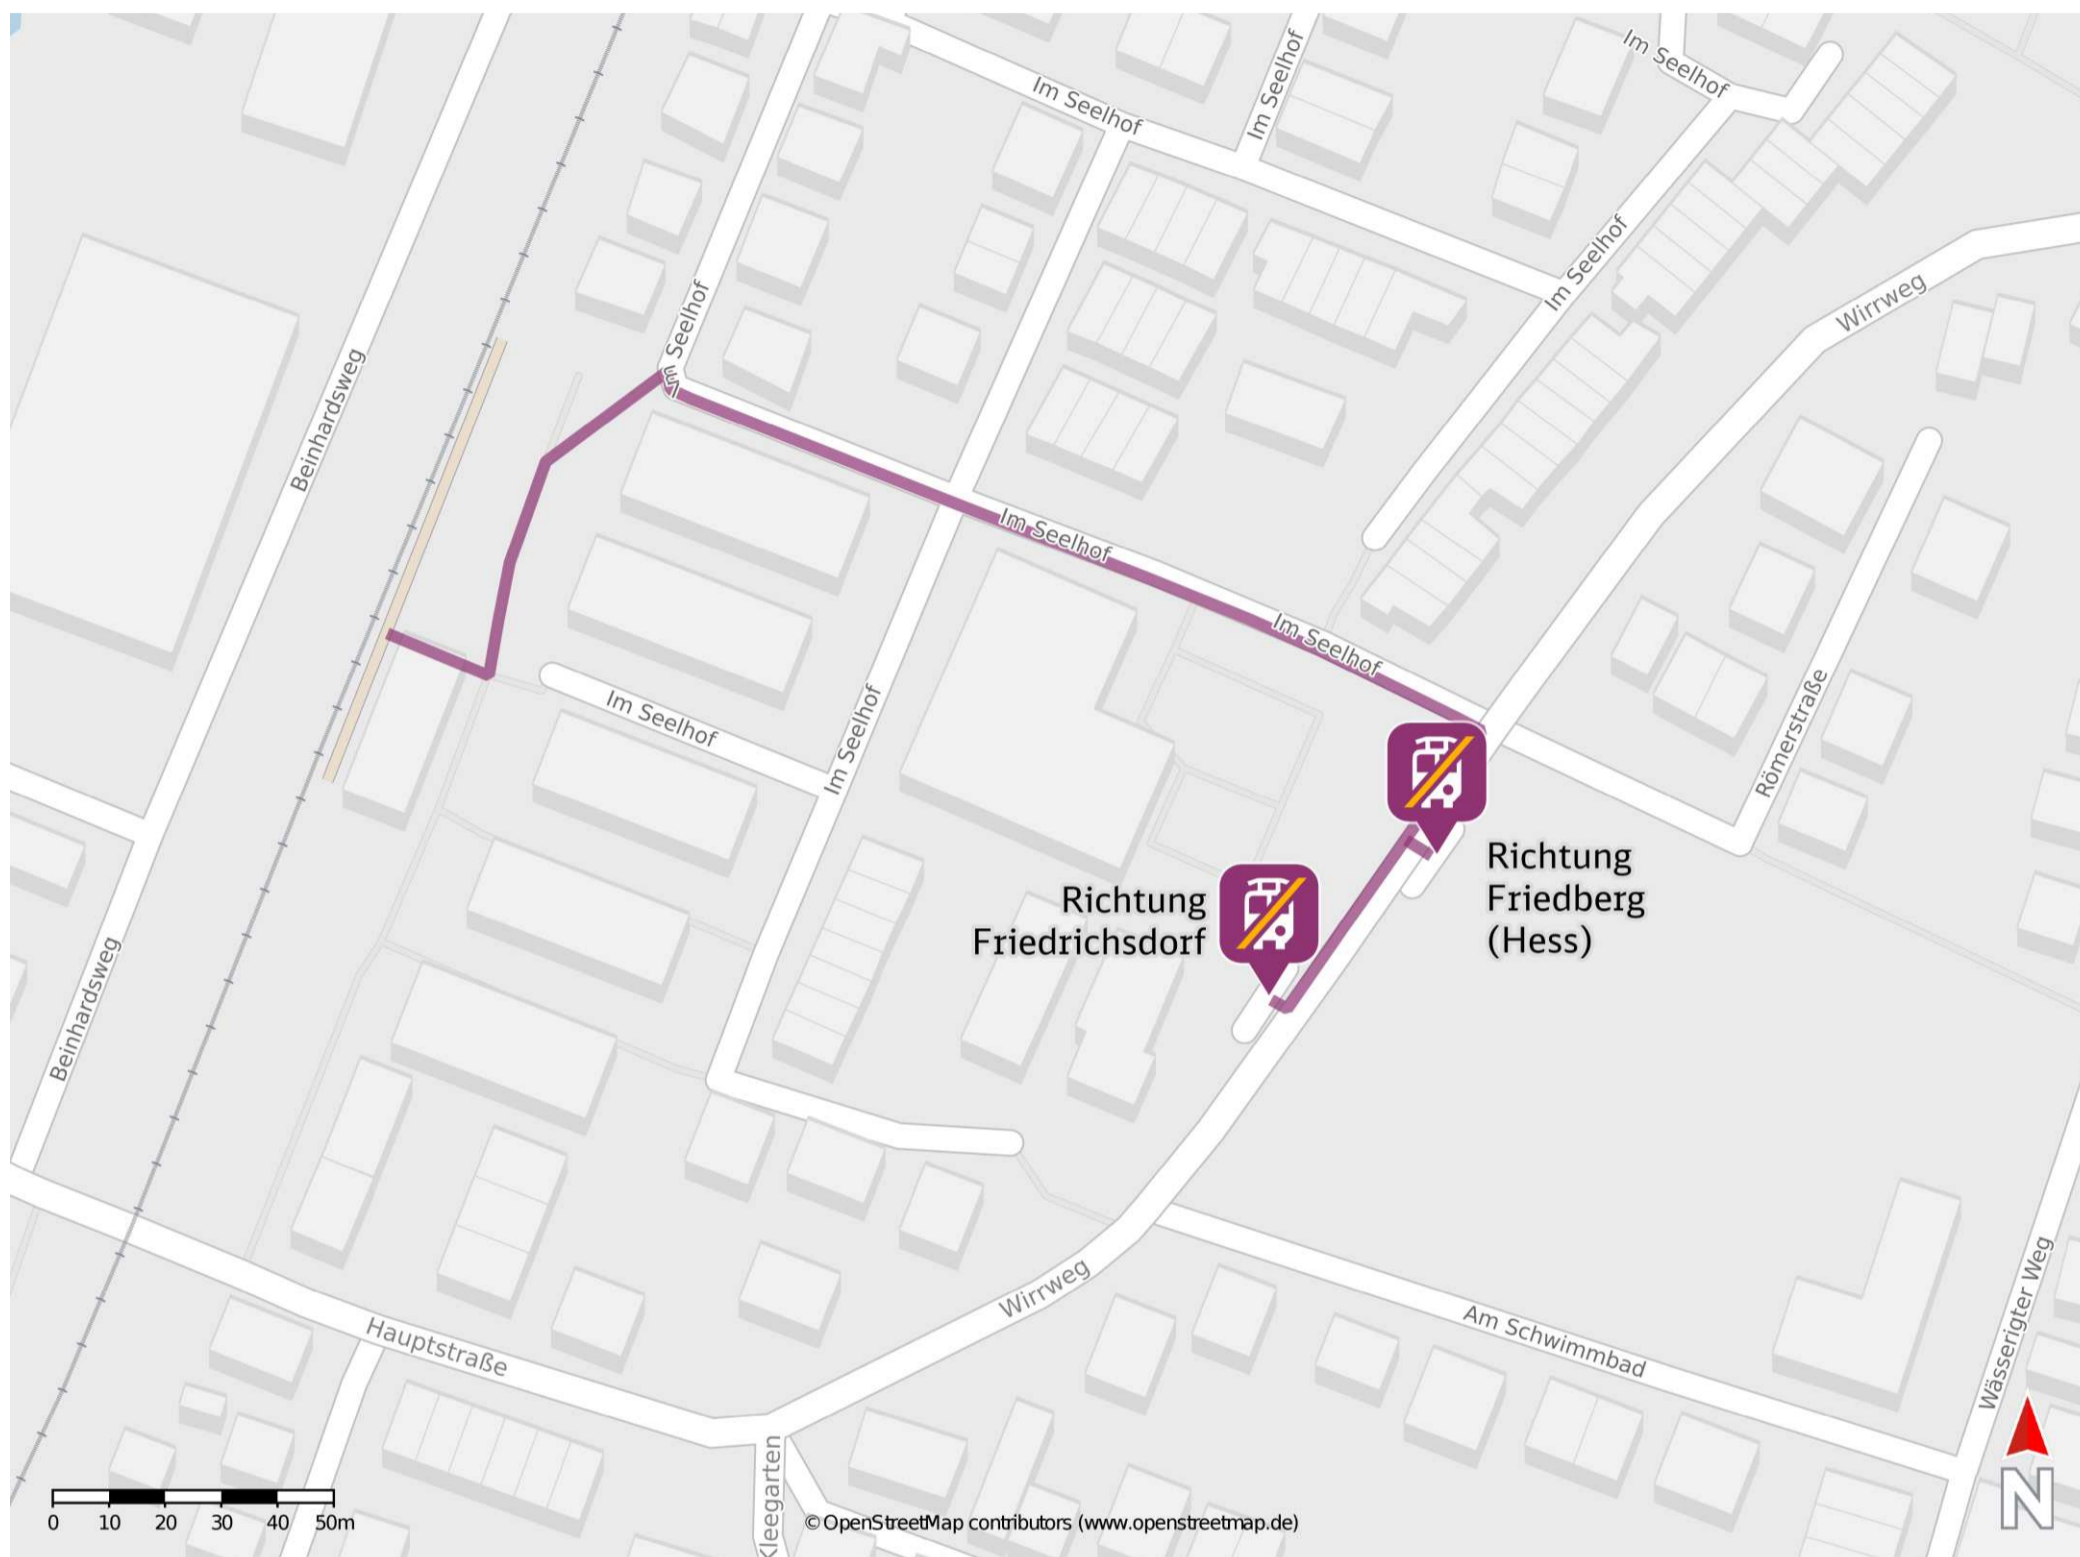 Im Seelhof
Im Seelhof
Im Seelhof
Im Seelhof
Im Seelhof
Wirrweg
Beinhardsweg
Im Seelhof
Im Seelhof
Im Seelhof
Im Seelhof
Im Seelhof
Römerstraße
Richtung
Friedberg
(Hess)
Richtung
Friedrichsdorf
Beinhardsweg
Wirrweg
Hauptstraße
Am Schwimmbad
Wässerigter Weg
Kleegarten
N
0 10 20 30 40 50m
© OpenStreetMap contributors (www.openstreetmap.de)